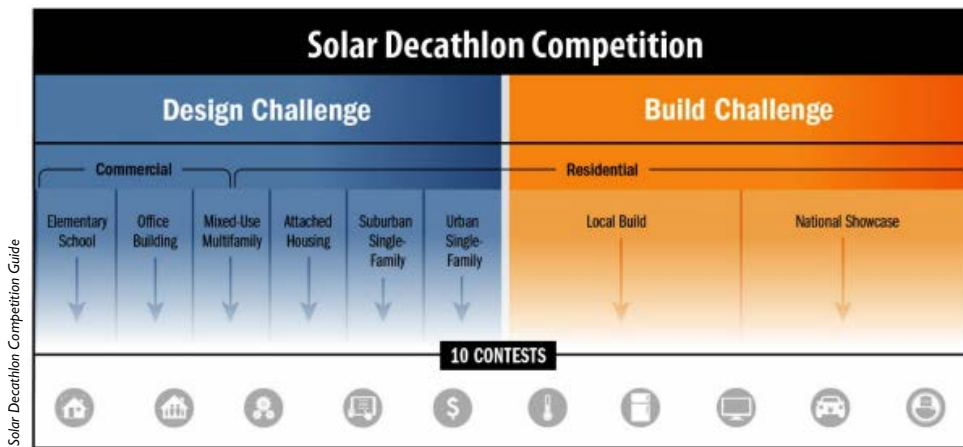 Solar Decathlon Competition
Design Challenge
Build Challenge
Commercial
Residential
Elementary
School
Office
Building
Mixed-Use
Multifamily
Attached
Housing
Suburban
Single-
Family
Urban
Single-
Family
Local Build
National Showcase
10 CONTESTS
$
Solar Decathlon Competition Guide